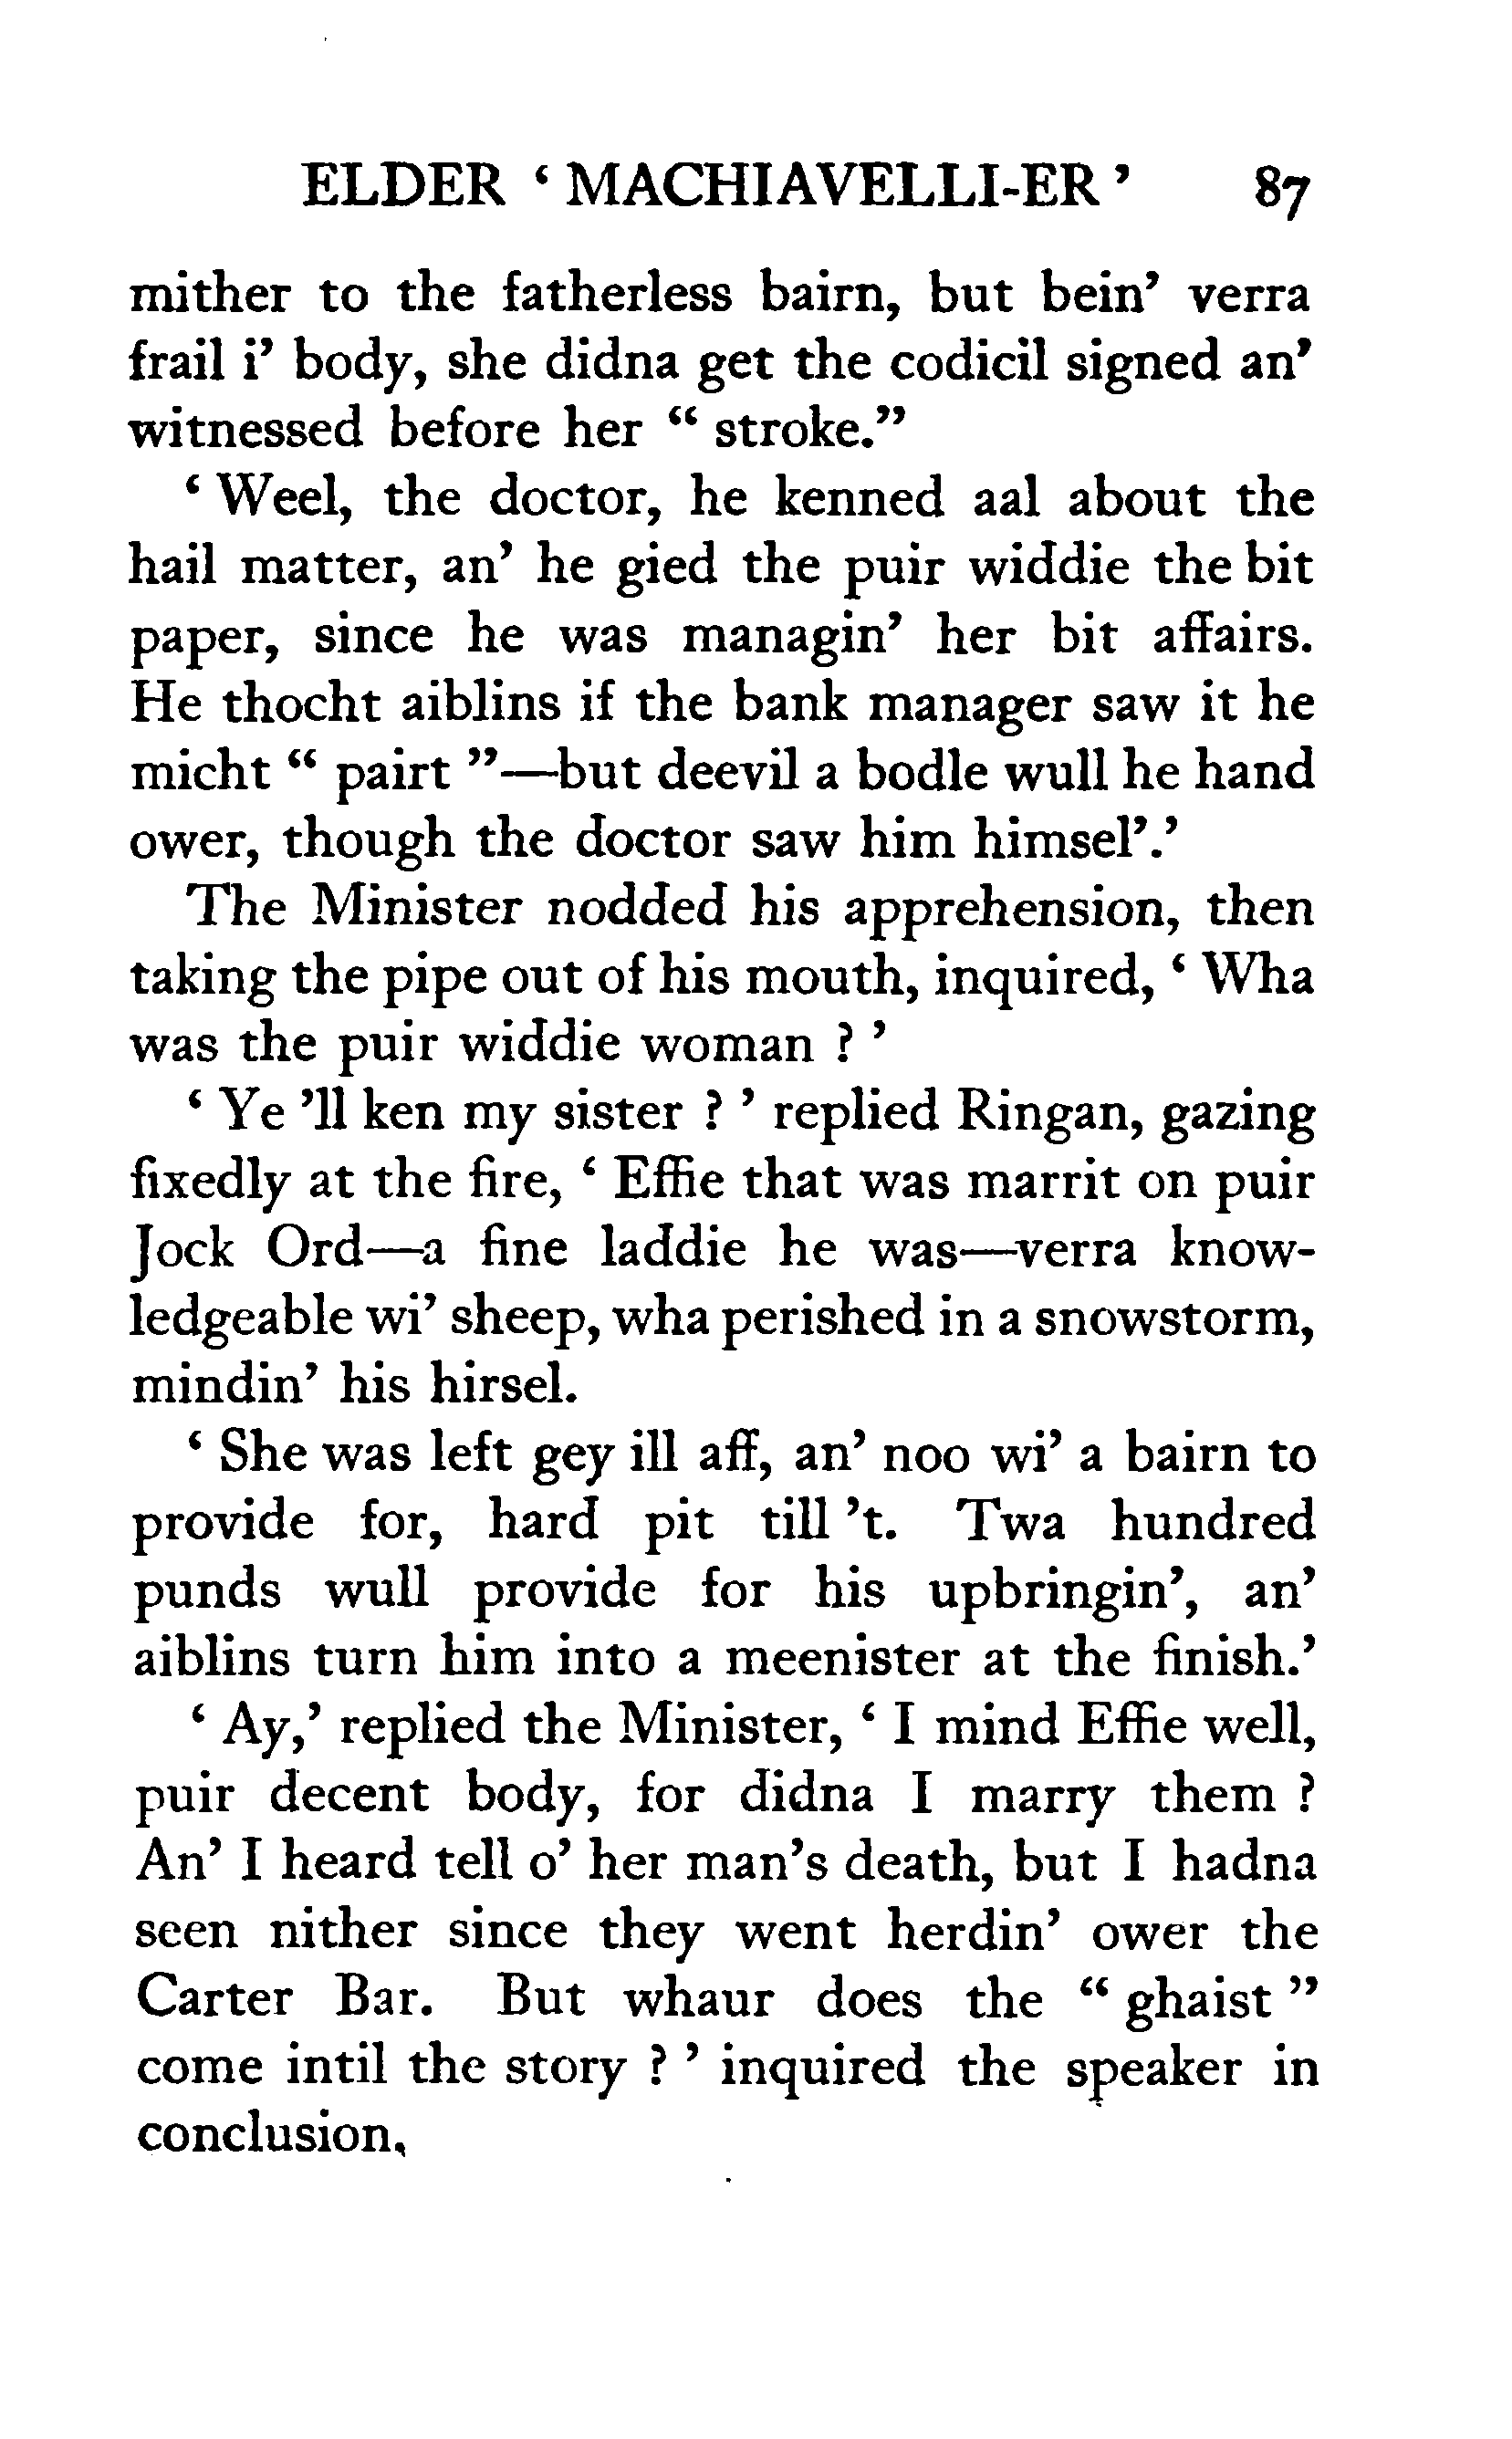 ELDER ‘ MACHIAVELLI-ER ’ 87
mither to the fatherless bairn, but bein’ verra
frail i’ body, she didna get the codicil signed an’
witnessed before her “ stroke.”
‘ Weel, the doctor, he kenned aal about the
hail matter, an’ he gied the puir widdie the bit
paper, since he was managin’ her bit affairs.
He thocht aiblins if the bank manager saw it he
micht “ pairt ”—but deevil a bodle wull he hand
ower, though the doctor saw him himsel’.’
The Minister nodded his apprehension, then
taking the pipe out of his mouth, inquired, ‘ Wha
was the puir widdie woman ? ’
‘ Ye ’ll ken my sister ? ’ replied Ringan, gazing
fixedly at the fire, ‘ Effie that was marrit on puir
Jock Ord—a fine laddie he was—verra know-
ledgeable wi’ sheep, wha perished in a snowstorm,
mindin’ his hirsel.
‘ She was left gey ill aff, an’ noo wi’ a bairn to
provide for, hard pit till ’t. Twa hundred
punds wull provide for his upbringin’, an’
aiblins turn him into a meenister at the finish.’
‘ Ay,’ replied the Minister, ‘ I mind Effie well,
puir decent body, for didna I marry them ?
An’ I heard tell o’ her man’s death, but I hadna
seen nither since they went herdin’ ower the
Carter Bar. But whaur does the “ ghaist ”
come intil the story ? ’ inquired the speaker in
conclusion,